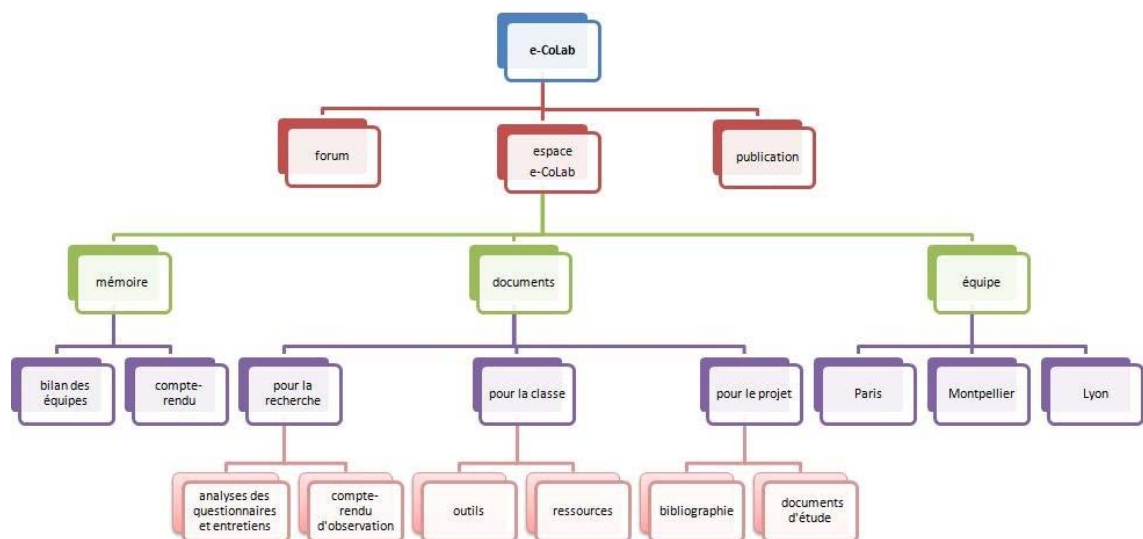 e-CoLab
forum
espace
e-CoLab
publication
mémoire
documents
équipe
bilan des
équipes
compte-
rendu
pour la
recherche
pour la classe
pour le projet
Paris
Montpellier
Lyon
analyses des
questionnaires
et entretiens
compte-
rendu
d'observation
outils
ressources
bibliographie
documents
d'étude